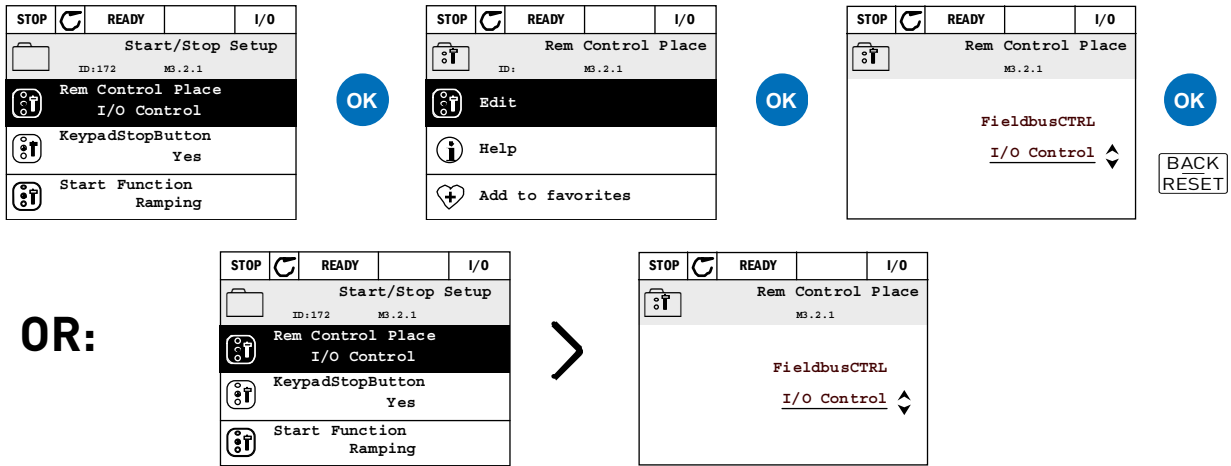 STOP READY I/O
Start/Stop Setup
ID:172 M3.2.1
Rem Control Place
I/O Control
KeypadStopButton
Yes
Start Function
Ramping
OK
STOP READY I/O
Rem Control Place
ID: M3.2.1
Edit
Help
Add to favorites
OK
STOP READY I/O
Rem Control Place
M3.2.1
FieldbusCTRL
I/O Control
OK
BACK
RESET
OR:
STOP READY I/O
Start/Stop Setup
ID:172 M3.2.1
Rem Control Place
I/O Control
KeypadStopButton
Yes
Start Function
Ramping
STOP READY I/O
Rem Control Place
M3.2.1
FieldbusCTRL
I/O Control